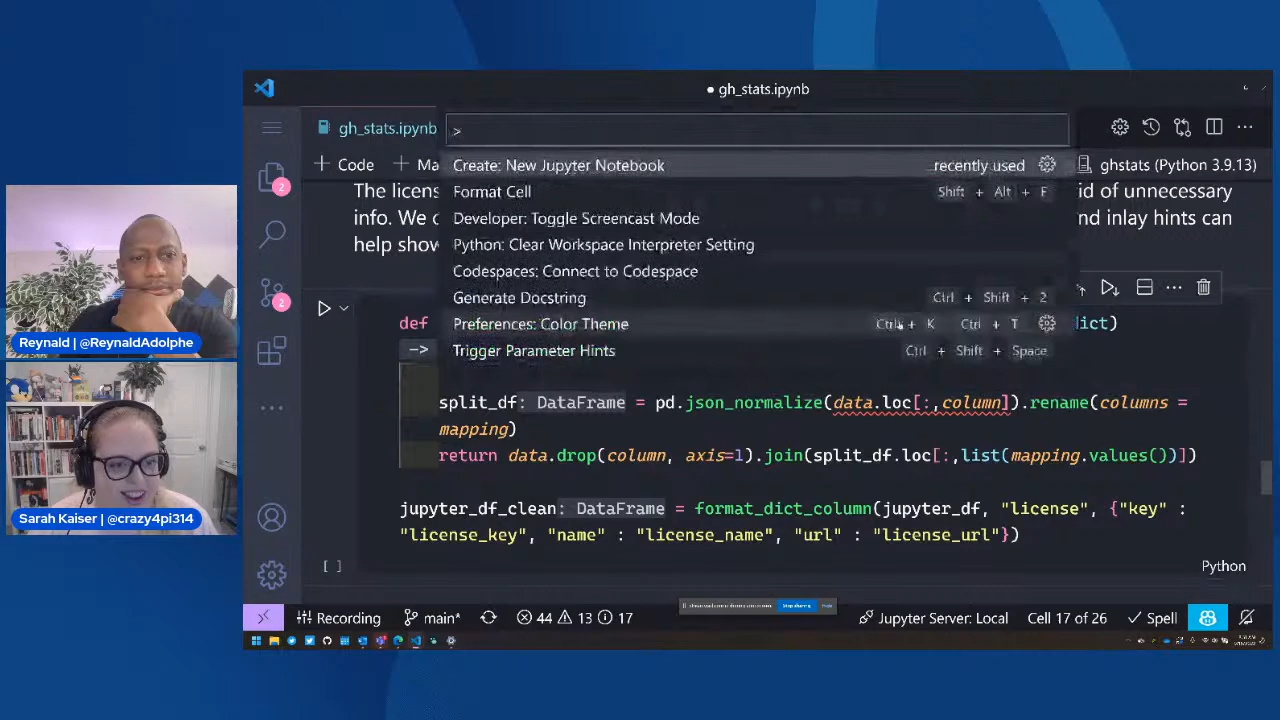 gh_stats.ipynb
gh_stats.ipynb
>
Code
Ma
Create: New Jupyter Notebook
recently used
ghstats (Python 3.9.13)
The licens
Format Cell
Shift + Alt + F
id of unnecessary
info. We c
Developer: Toggle Screencast Mode
nd inlay hints can
help show
Python: Clear Workspace Interpreter Setting
Codespaces: Connect to Codespace
Generate Docstring
Ctrl + Shift + 2
def
Preferences: Color Theme
Ctrl + K Ctrl + T
dict)
->
Trigger Parameter Hints
Ctrl + Shift + Space
split_df: DataFrame = pd.json_normalize(data.loc[:,column]).rename(columns =
mapping)
return data.drop(column, axis=1).join(split_df.loc[:,list(mapping.values())])
jupyter_df_clean: DataFrame = format_dict_column(jupyter_df, "license", {"key" :
"license_key", "name" : "license_name", "url" : "license_url"})
[ ]
Python
2
2
Recording
main*
44
13
17
Stop sharing
Jupyter Server: Local
Cell 17 of 26
Spell
Reynald | @ReynaldAdolphe
Sarah Kaiser | @crazy4pi314